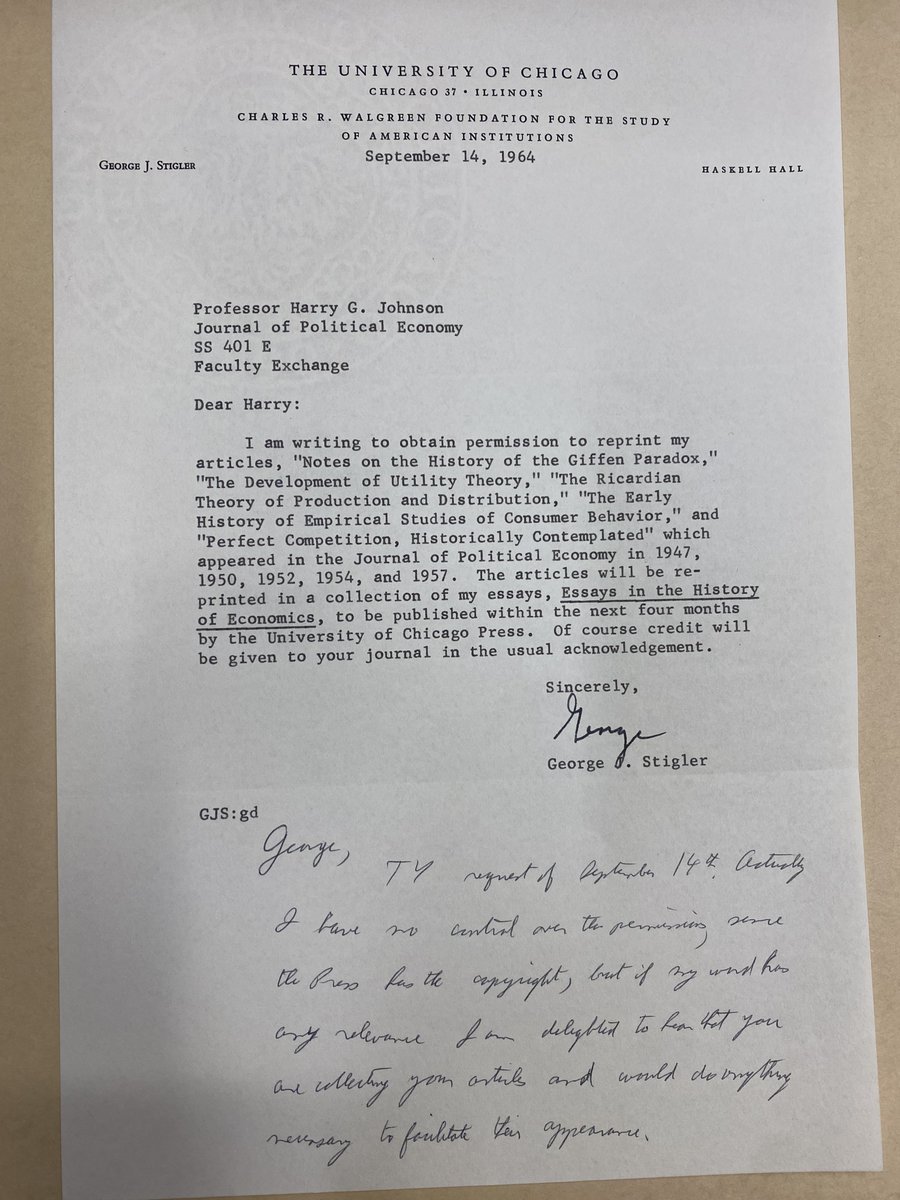 THE UNIVERSITY OF CHICAGO
CHICAGO 37 • ILLINOIS
CHARLES R. WALGREEN FOUNDATION FOR THE STUDY
OF AMERICAN INSTITUTIONS
September 14, 1964
GEORGE J. STIGLER
HASKELL HALL
Professor Harry G. Johnson
Journal of Political Economy
SS 401 E
Faculty Exchange
Dear Harry:
I am writing to obtain permission to reprint my
articles, "Notes on the History of the Giffen Paradox,"
"The Development of Utility Theory," "The Ricardian
Theory of Production and Distribution," "The Early
History of Empirical Studies of Consumer Behavior," and
"Perfect Competition, Historically Contemplated" which
appeared in the Journal of Political Economy in 1947,
1950, 1952, 1954, and 1957. The articles will be re-
printed in a collection of my essays, Essays in the History
of Economics, to be published within the next four months
by the University of Chicago Press. Of course credit will
be given to your journal in the usual acknowledgement.
Sincerely,
George
George J. Stigler
GJS:gd
George,
TY request of September 14th. Actually
I have no control over the permission, since
the Press has the copyright, but if my word has
any relevance I am delighted to hear that you
are collecting your articles and would do anything
necessary to facilitate their appearance.